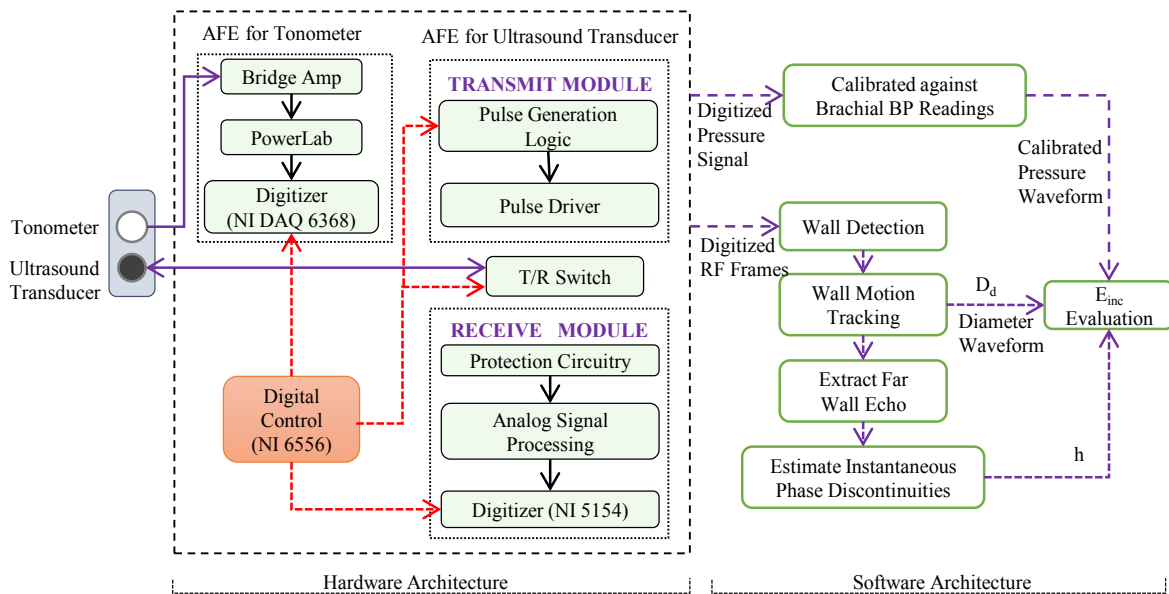 AFE for Tonometer
Bridge Amp
PowerLab
Digitizer
(NI DAQ 6368)
AFE for Ultrasound Transducer
TRANSMIT MODULE
Pulse Generation
Logic
Pulse Driver
T/R Switch
RECEIVE MODULE
Protection Circuitry
Analog Signal
Processing
Digitizer (NI 5154)
Digital
Control
(NI 6556)
Tonometer
Ultrasound
Transducer
Hardware Architecture
Digitized
Pressure
Signal
Calibrated against
Brachial BP Readings
Calibrated
Pressure
Waveform
Digitized
RF Frames
Wall Detection
Wall Motion
Tracking
Dd
Diameter
Waveform
Einc
Evaluation
Extract Far
Wall Echo
Estimate Instantaneous
Phase Discontinuities
h
Software Architecture